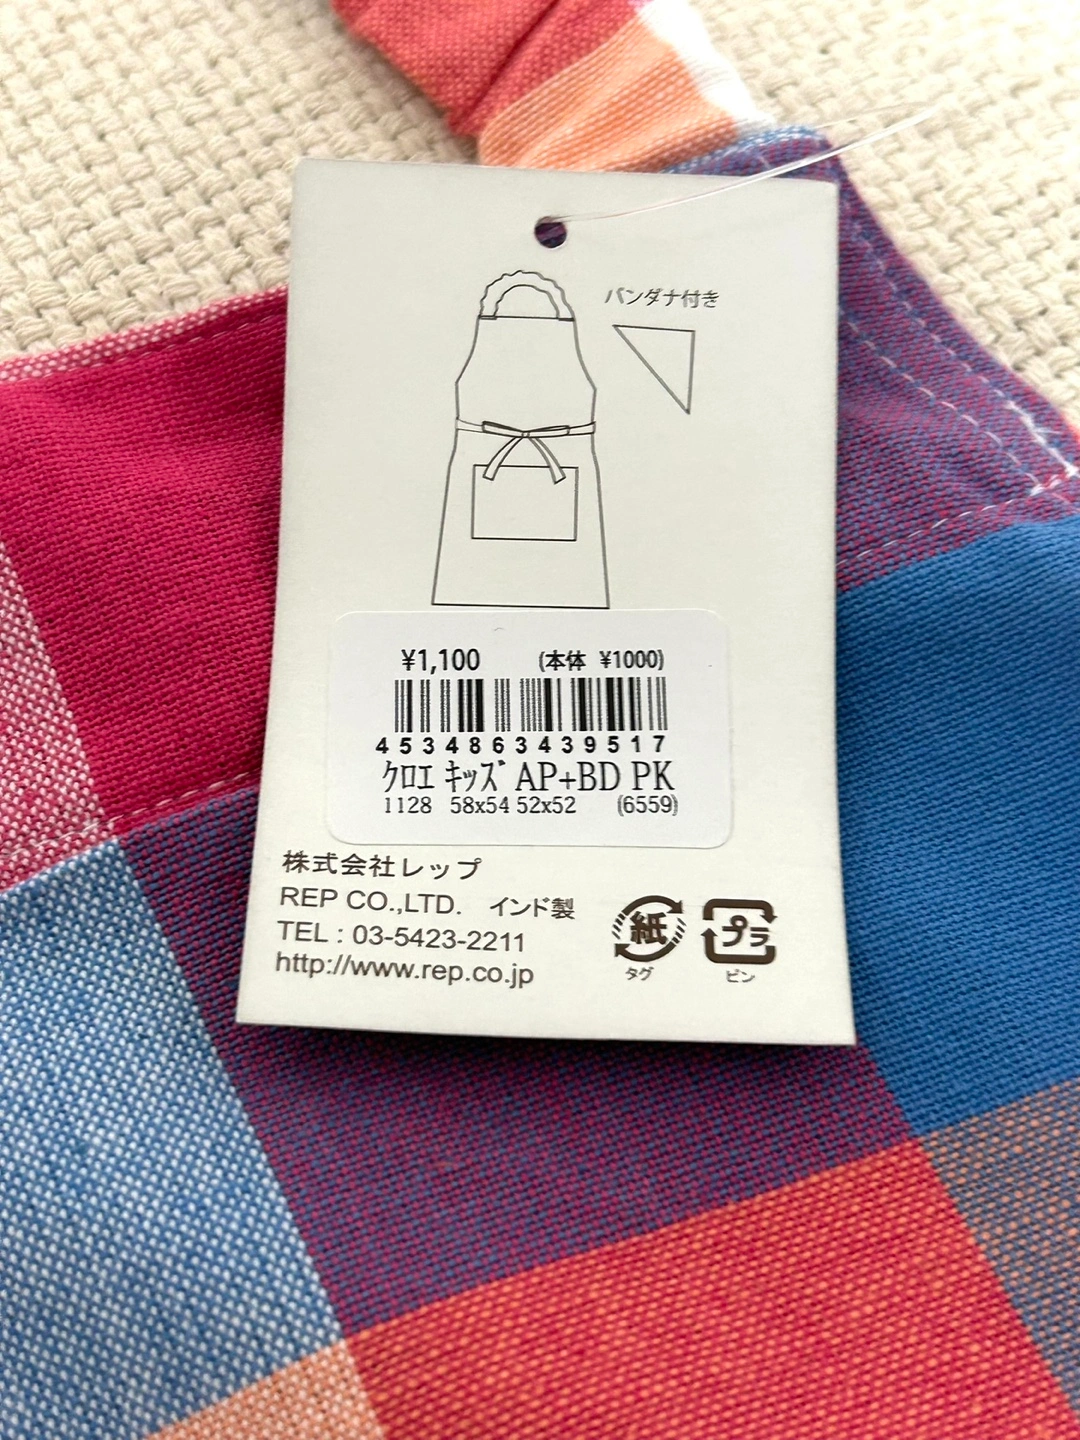 バンダナ付き
¥1,100 (本体 ¥1000)
4534863439517
ｸﾛｴ ｷｯｽﾞ AP+BD PK
1128 58x54 52x52 (6559)
株式会社レップ
REP CO.,LTD. インド製
TEL : 03-5423-2211
http://www.rep.co.jp
紙 プラ
タグ ピン